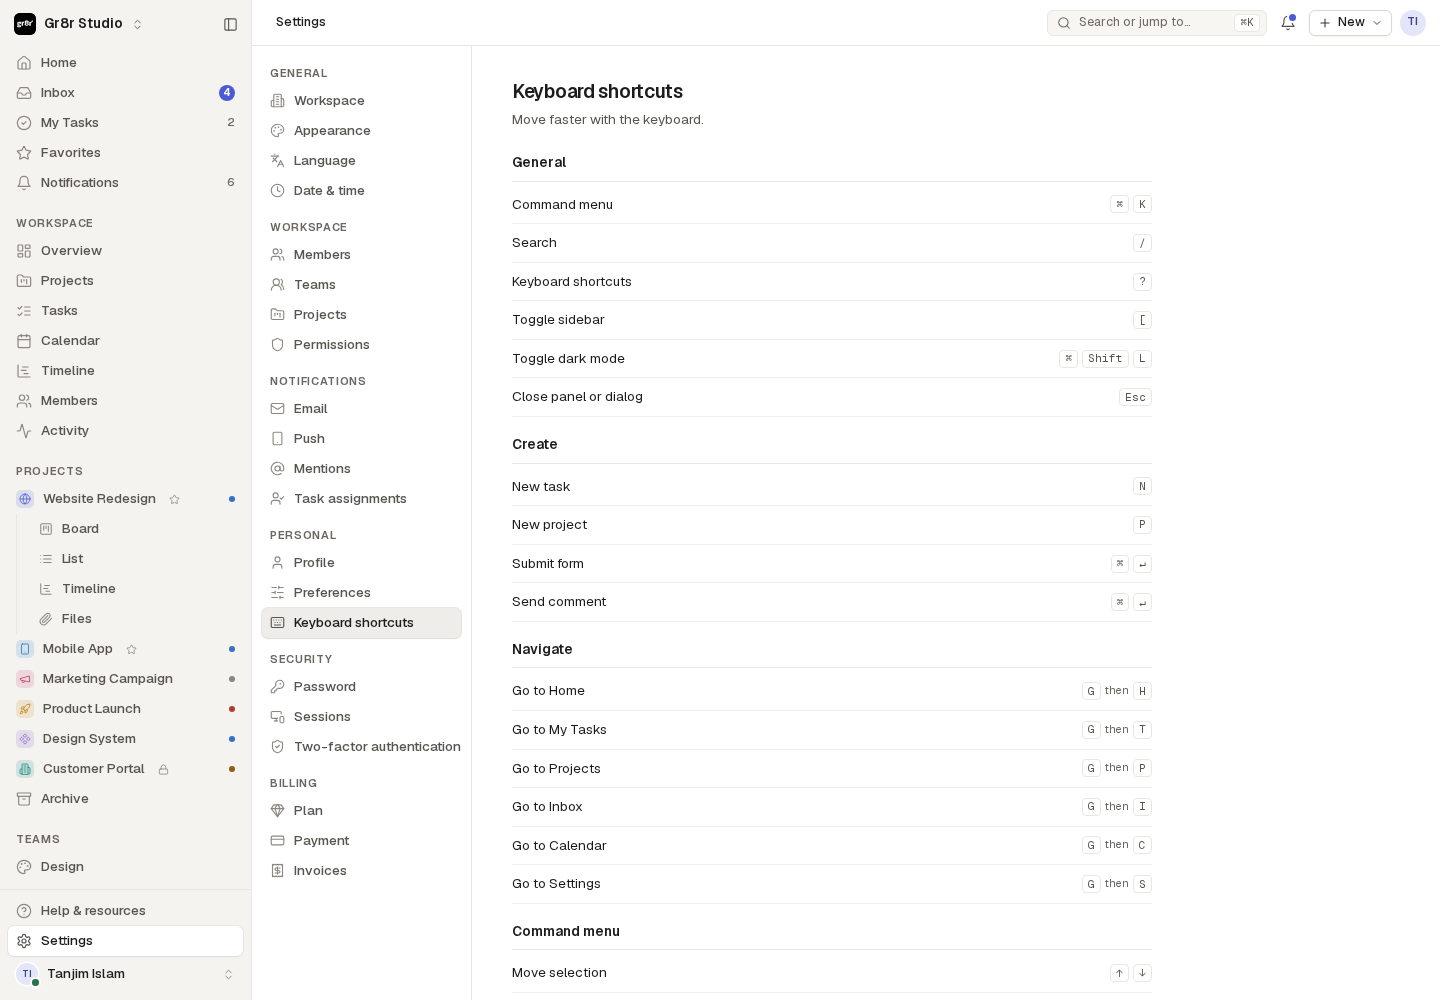 gr8r
Gr8r Studio
Home
Inbox
4
My Tasks
2
Favorites
Notifications
6
WORKSPACE
Overview
Projects
Tasks
Calendar
Timeline
Members
Activity
PROJECTS
Website Redesign
Board
List
Timeline
Files
Mobile App
Marketing Campaign
Product Launch
Design System
Customer Portal
Archive
TEAMS
Design
Help & resources
Settings
TI
Tanjim Islam
Settings
Search or jump to...
⌘K
New
TI
GENERAL
Workspace
Appearance
Language
Date & time
WORKSPACE
Members
Teams
Projects
Permissions
NOTIFICATIONS
Email
Push
Mentions
Task assignments
PERSONAL
Profile
Preferences
Keyboard shortcuts
SECURITY
Password
Sessions
Two-factor authentication
BILLING
Plan
Payment
Invoices
Keyboard shortcuts
Move faster with the keyboard.
General
Command menu ⌘ K
Search /
Keyboard shortcuts ?
Toggle sidebar [
Toggle dark mode ⌘ Shift L
Close panel or dialog Esc
Create
New task N
New project P
Submit form ⌘ ↵
Send comment ⌘ ↵
Navigate
Go to Home G then H
Go to My Tasks G then T
Go to Projects G then P
Go to Inbox G then I
Go to Calendar G then C
Go to Settings G then S
Command menu
Move selection ↑ ↓